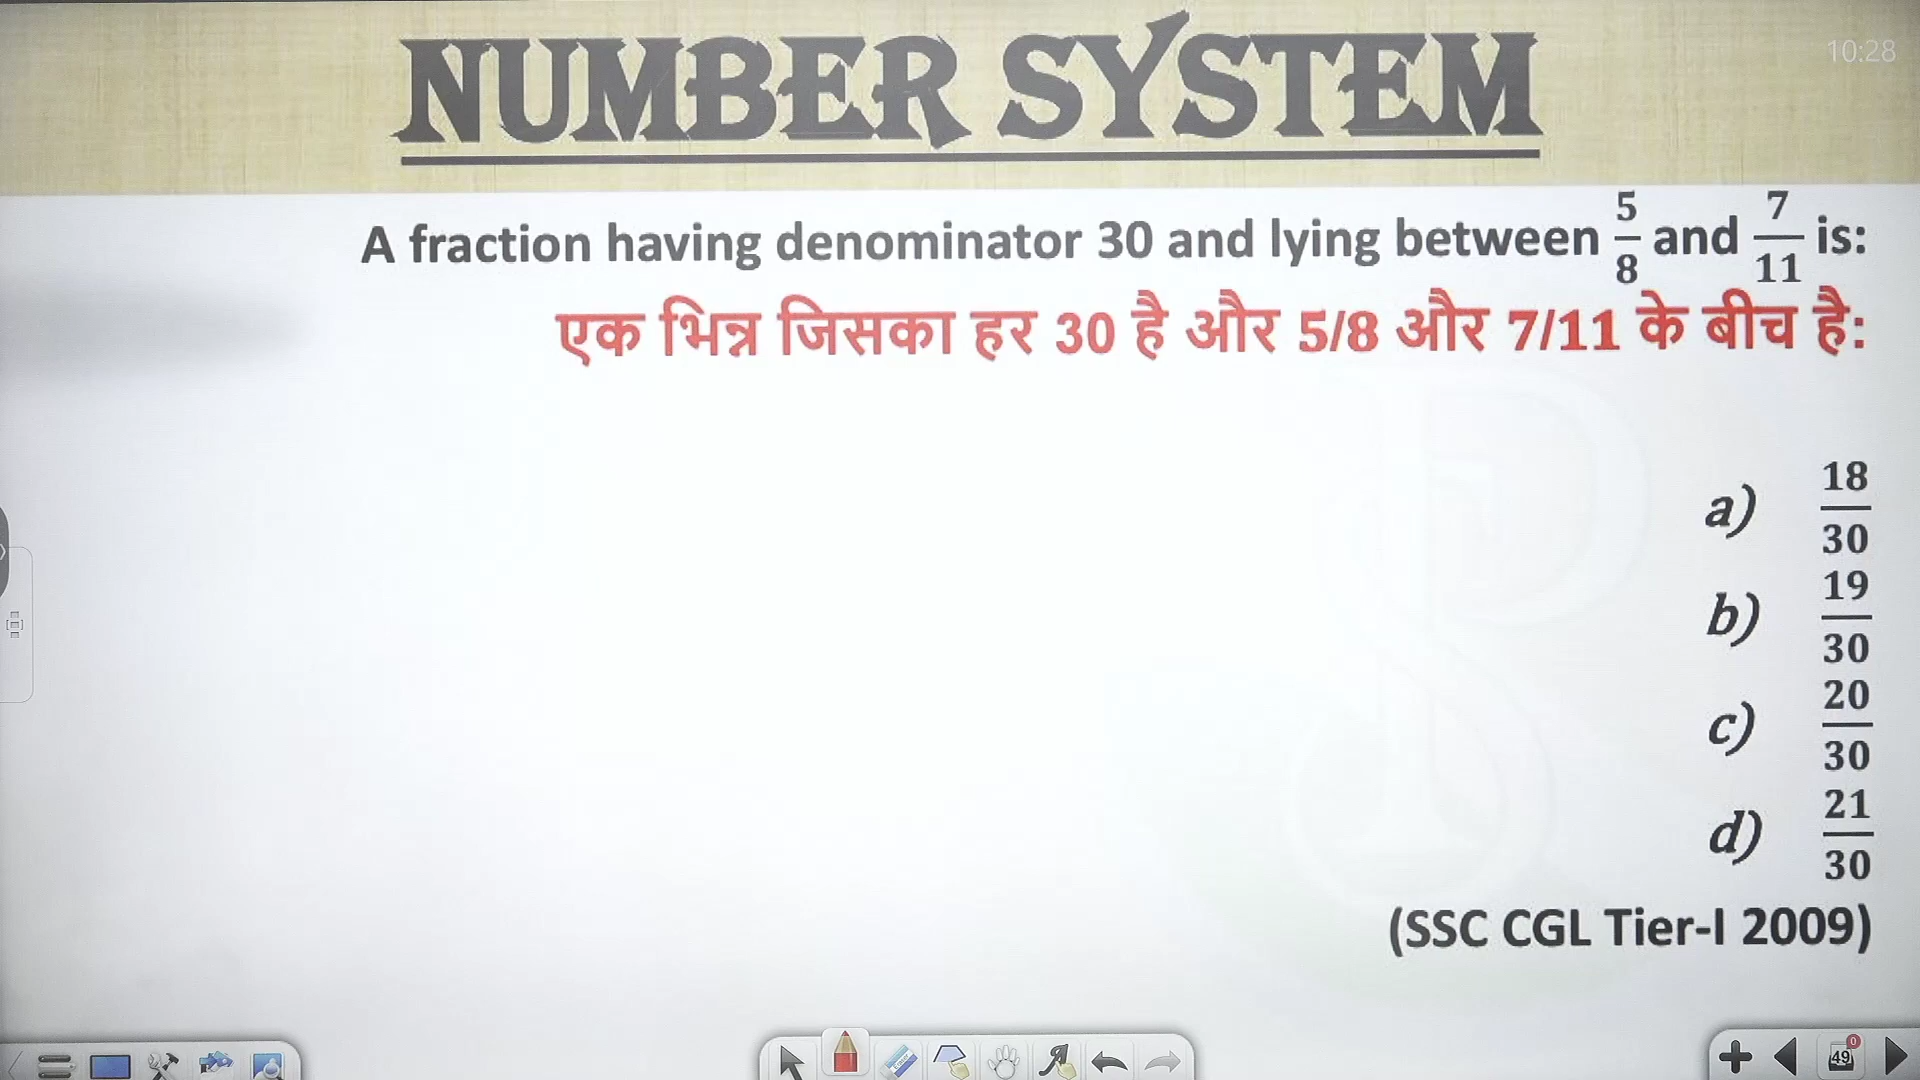 NUMBER SYSTEM
10:28
A fraction having denominator 30 and lying between 5/8 and 7/11 is:
एक भिन्न जिसका हर 30 है और 5/8 और 7/11 के बीच है:
a) 18/30
b) 19/30
c) 20/30
d) 21/30
(SSC CGL Tier-I 2009)
49
0